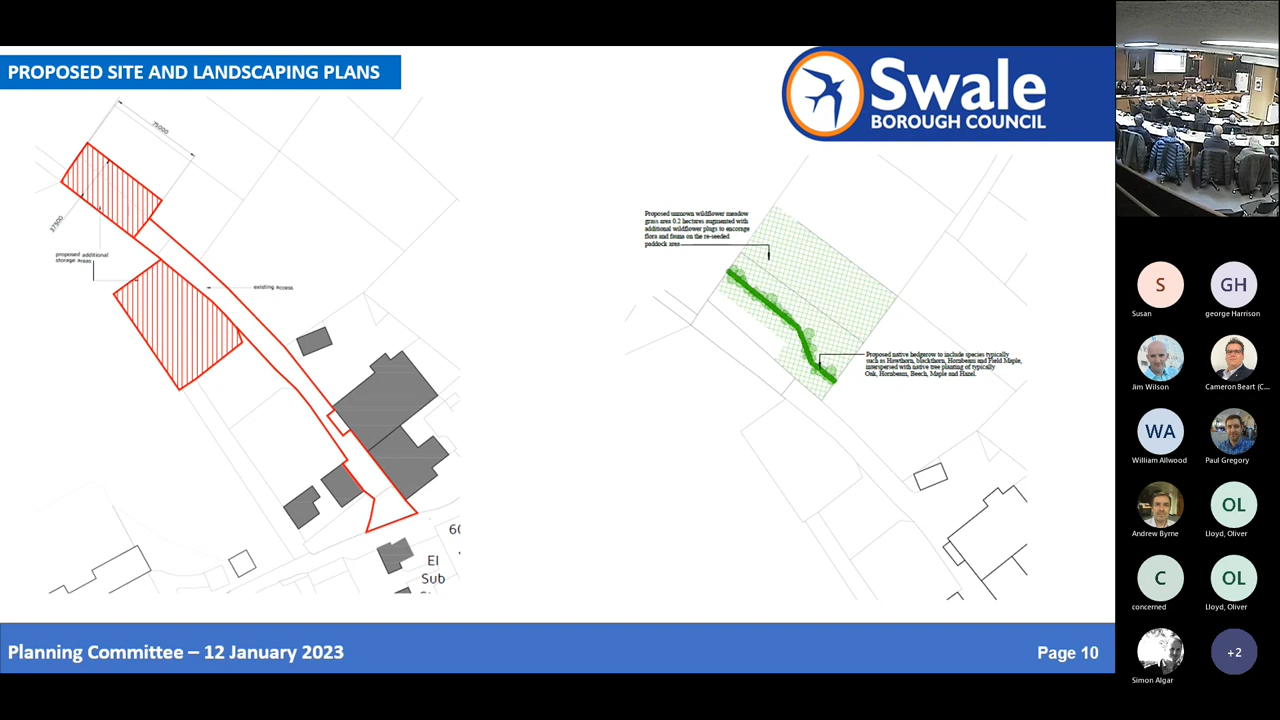 PROPOSED SITE AND LANDSCAPING PLANS
Swale
BOROUGH COUNCIL
75000
37500
proposed additional
storage areas
existing access
60
El
Sub
Proposed unmown wildflower meadow
grass area 0.2 hectares augmented with
additional wildflower plugs to encorage
flora and fauna on the re-seeded
paddock area
Proposed native hedgerow to include species typically
such as Hawthorn, blackthorn, Hornbeam and Field Maple,
interspersed with native tree planting of typically
Oak, Hornbeam, Beech, Maple and Hazel.
Planning Committee – 12 January 2023
Page 10
S
Susan
GH
george Harrison
Jim Wilson
Cameron Beart (C...
WA
William Allwood
Paul Gregory
Andrew Byrne
OL
Lloyd, Oliver
C
concerned
OL
Lloyd, Oliver
Simon Algar
+2